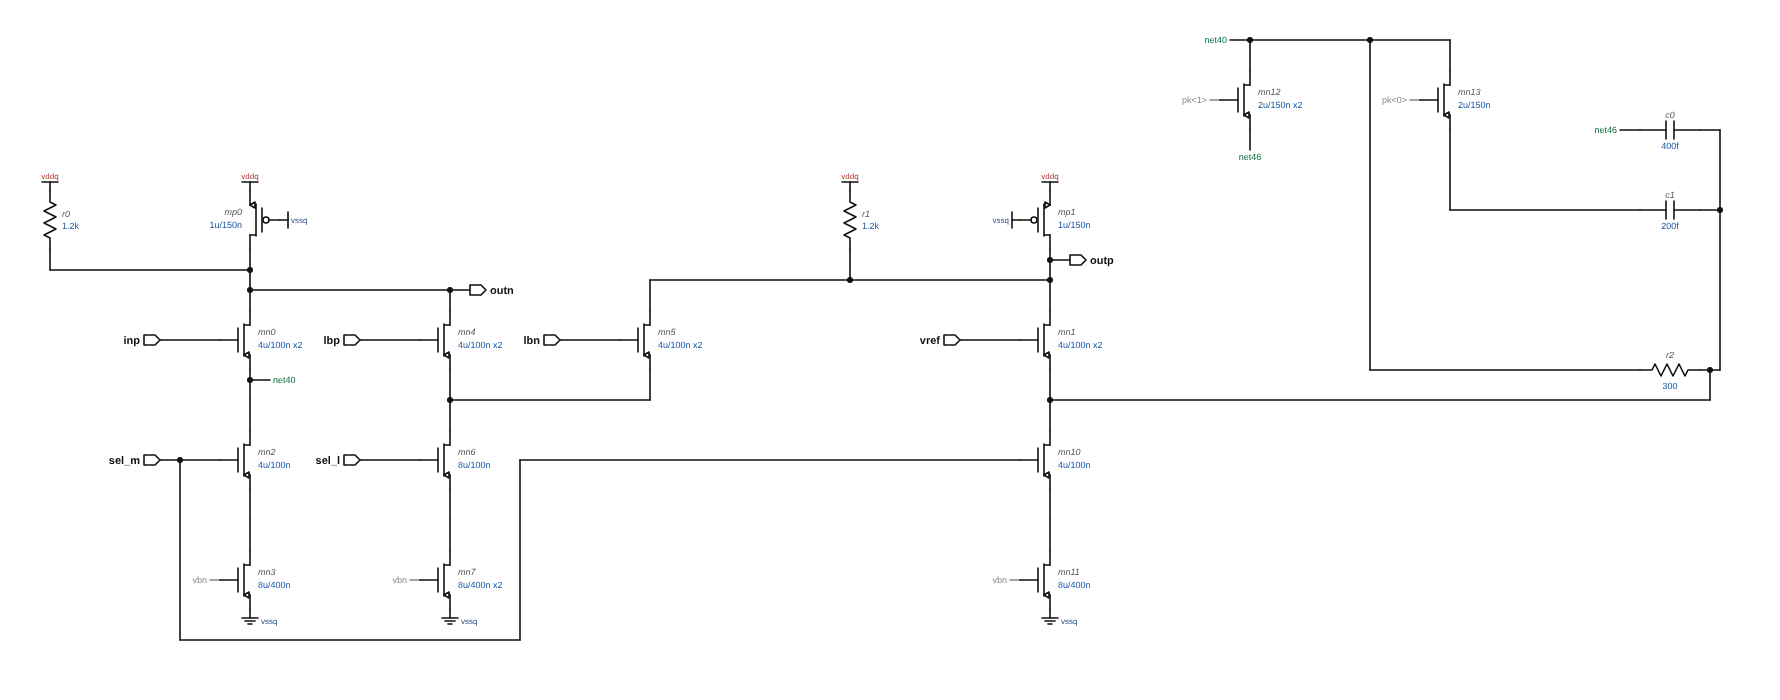 net40
mn12
pk<1>
2u/150n x2
mn13
pk<0>
2u/150n
c0
net46
400f
net46
vddq
vddq
vddq
vddq
c1
200f
r0
1.2k
mp0
1u/150n
vssq
r1
1.2k
vssq
mp1
1u/150n
outp
outn
inp
mn0
4u/100n x2
lbp
mn4
4u/100n x2
lbn
mn5
4u/100n x2
vref
mn1
4u/100n x2
r2
300
net40
sel_m
mn2
4u/100n
sel_l
mn6
8u/100n
mn10
4u/100n
vbn
mn3
8u/400n
vbn
mn7
8u/400n x2
vbn
mn11
8u/400n
vssq
vssq
vssq